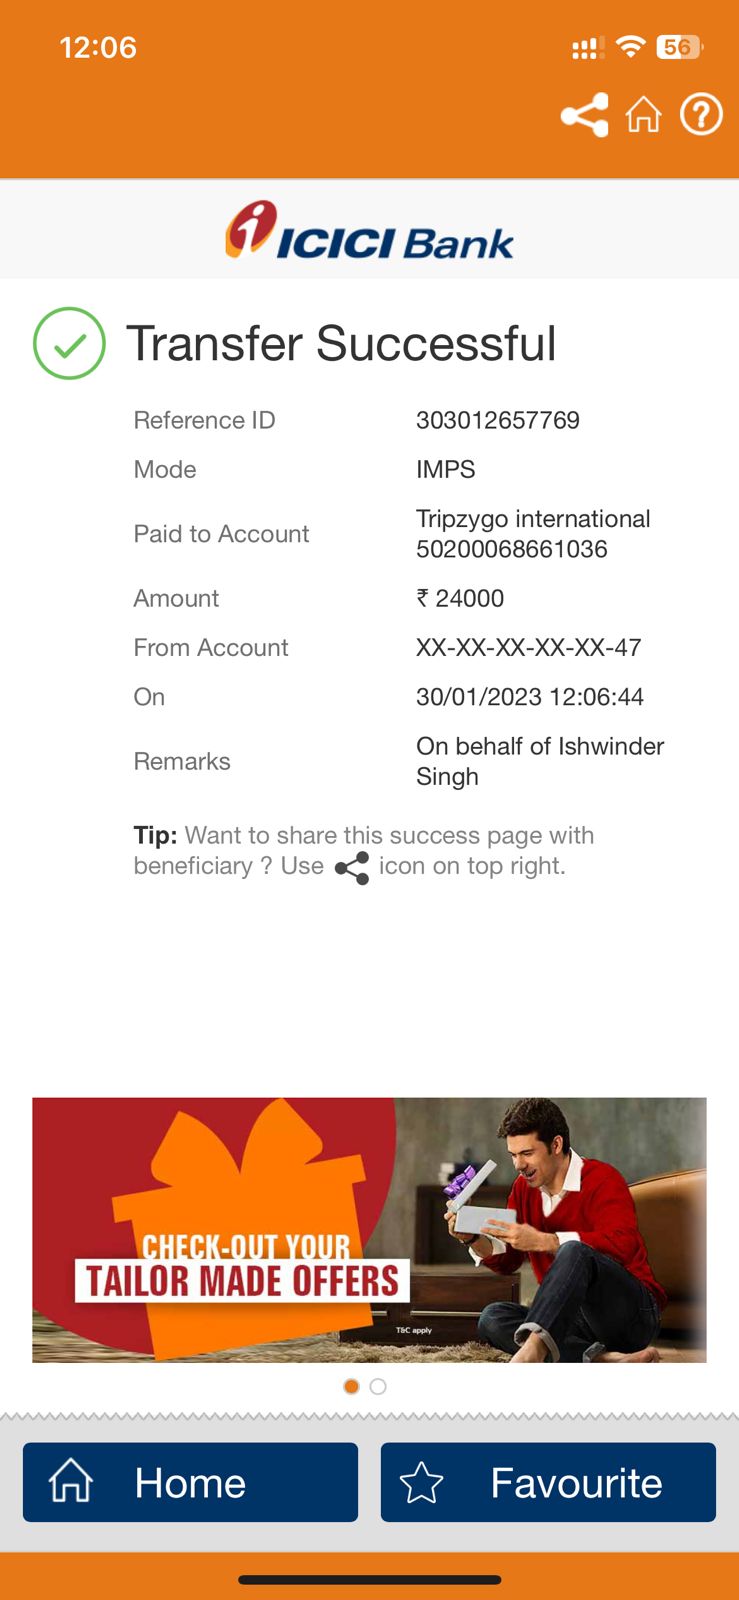 12:06
56
ICICI Bank
Transfer Successful
Reference ID 303012657769
Mode IMPS
Paid to Account Tripzygo international
50200068661036
Amount ₹ 24000
From Account XX-XX-XX-XX-XX-47
On 30/01/2023 12:06:44
Remarks On behalf of Ishwinder
Singh
Tip: Want to share this success page with
beneficiary ? Use icon on top right.
CHECK-OUT YOUR
TAILOR MADE OFFERS
T&C apply
Home
Favourite